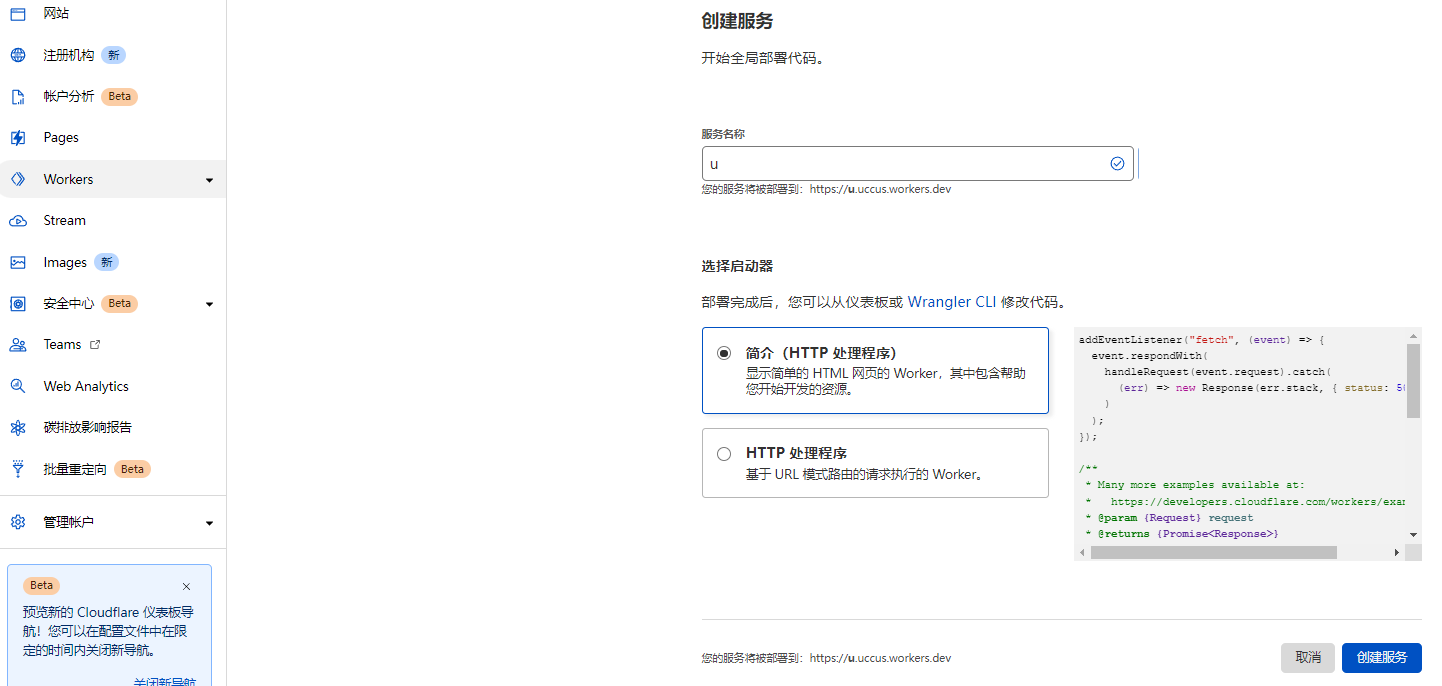 网站
注册机构 新
帐户分析 Beta
Pages
Workers
Stream
Images 新
安全中心 Beta
Teams
Web Analytics
碳排放影响报告
批量重定向 Beta
管理帐户
Beta
预览新的 Cloudflare 仪表板导
航！您可以在配置文件中在限
定的时间内关闭新导航。
关闭新导航
创建服务
开始全局部署代码。
服务名称
u
您的服务将被部署到：https://u.uccus.workers.dev
选择启动器
部署完成后，您可以从仪表板或 Wrangler CLI 修改代码。
简介（HTTP 处理程序）
显示简单的 HTML 网页的 Worker，其中包含帮助
您开始开发的资源。
HTTP 处理程序
基于 URL 模式路由的请求执行的 Worker。
addEventListener("fetch", (event) => {
event.respondWith(
handleRequest(event.request).catch(
(err) => new Response(err.stack, { status: 50
)
);
});
/**
* Many more examples available at:
* https://developers.cloudflare.com/workers/exam
* @param {Request} request
* @returns {Promise<Response>}
您的服务将被部署到：https://u.uccus.workers.dev
取消
创建服务